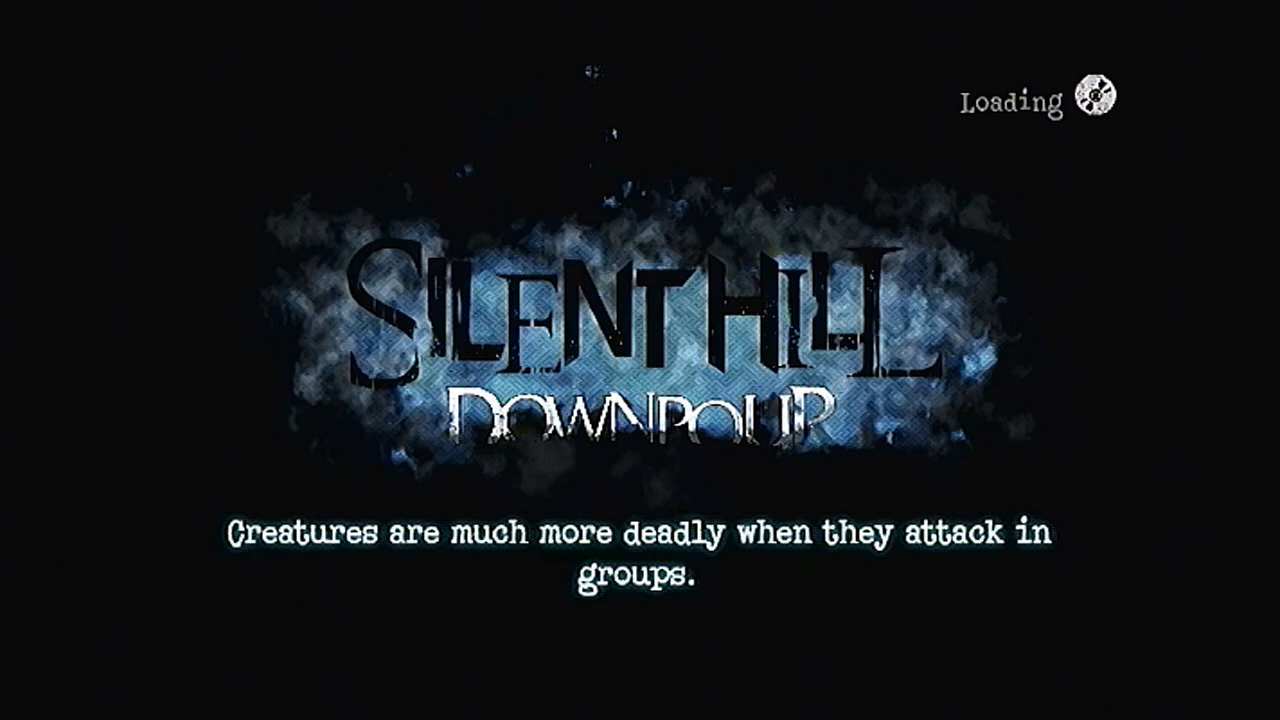 Loading
SILENT HILL
DOWNPOUR
Creatures are much more deadly when they attack in
groups.